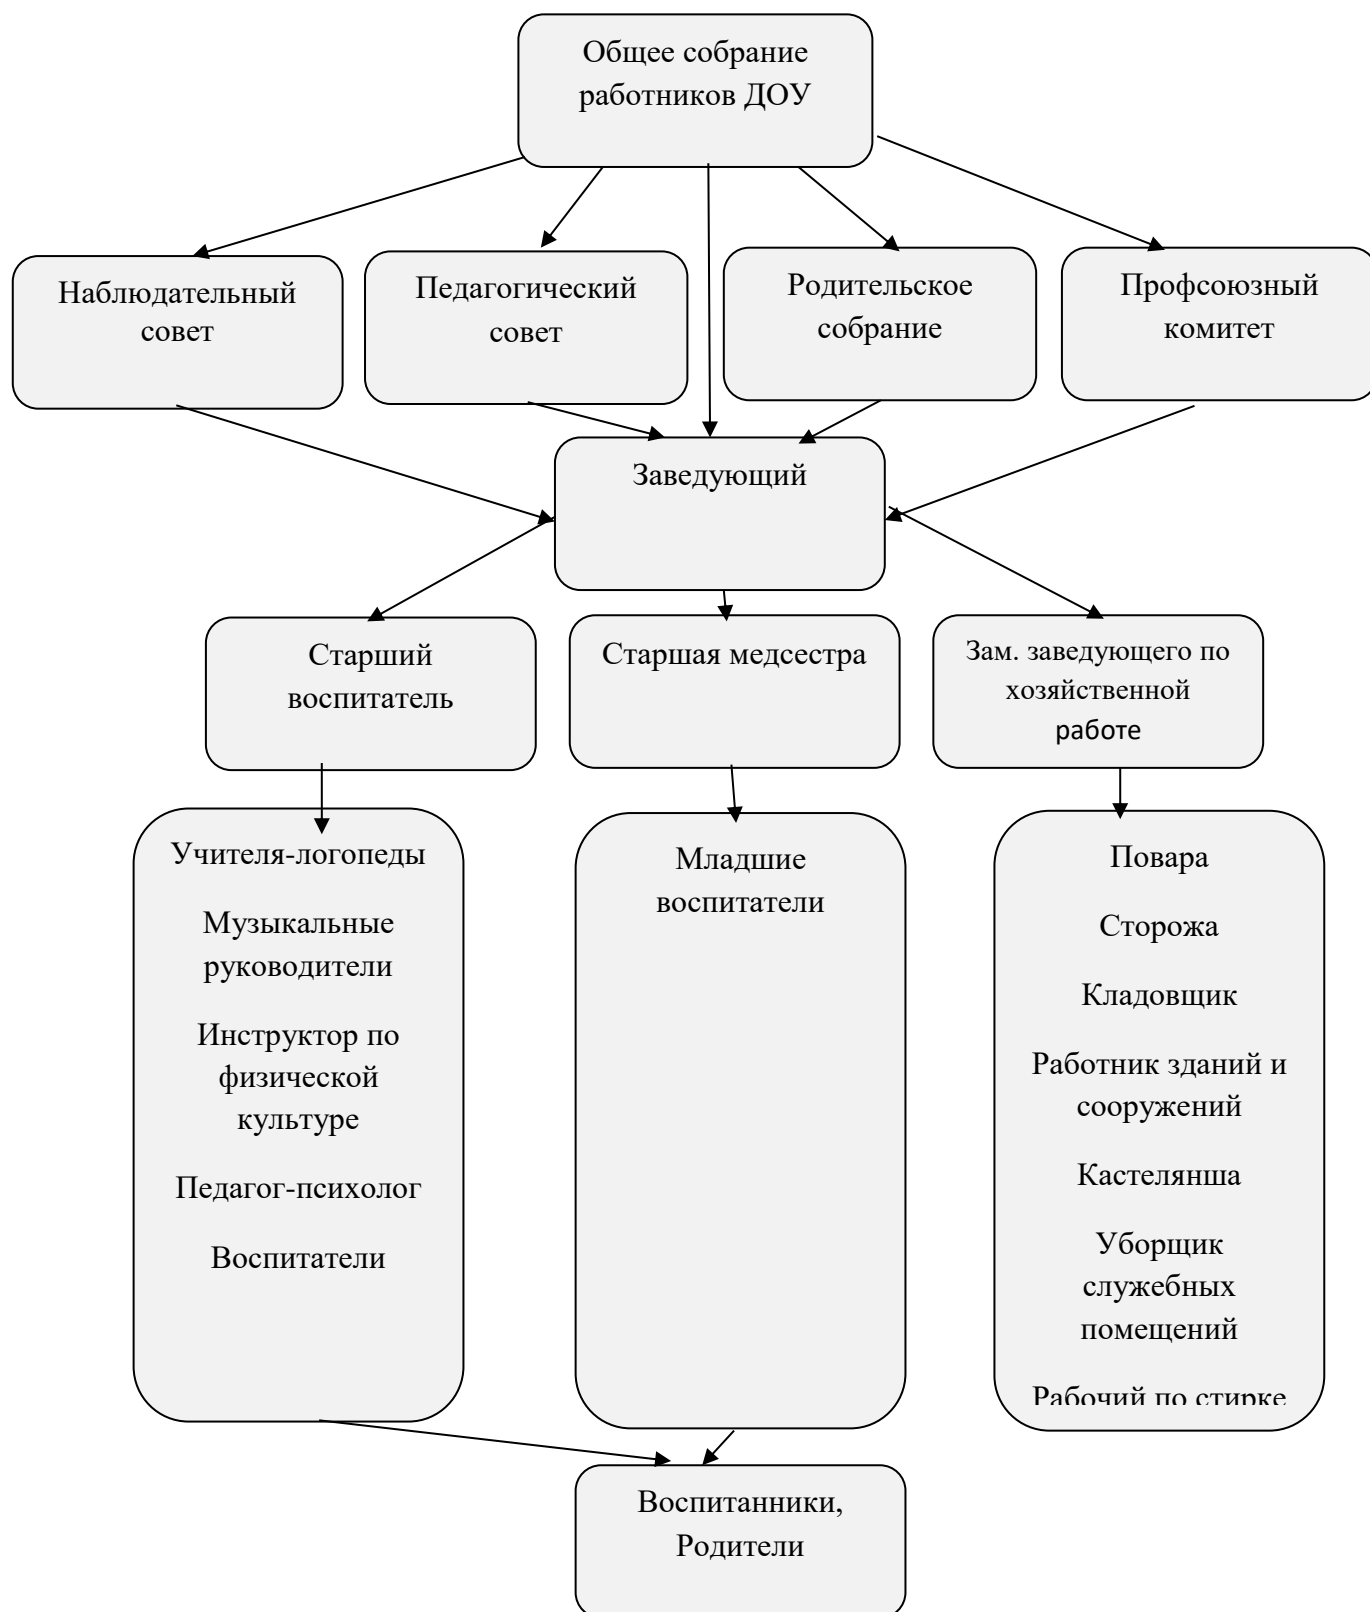 Общее собрание
работников ДОУ
Наблюдательный
совет
Педагогический
совет
Родительское
собрание
Профсоюзный
комитет
Заведующий
Старший
воспитатель
Старшая медсестра
Зам. заведующего по
хозяйственной
работе
Учителя-логопеды
Музыкальные
руководители
Инструктор по
физической
культуре
Педагог-психолог
Воспитатели
Младшие
воспитатели
Повара
Сторожа
Кладовщик
Работник зданий и
сооружений
Кастелянша
Уборщик
служебных
помещений
Рабочий по стирке
Воспитанники,
Родители